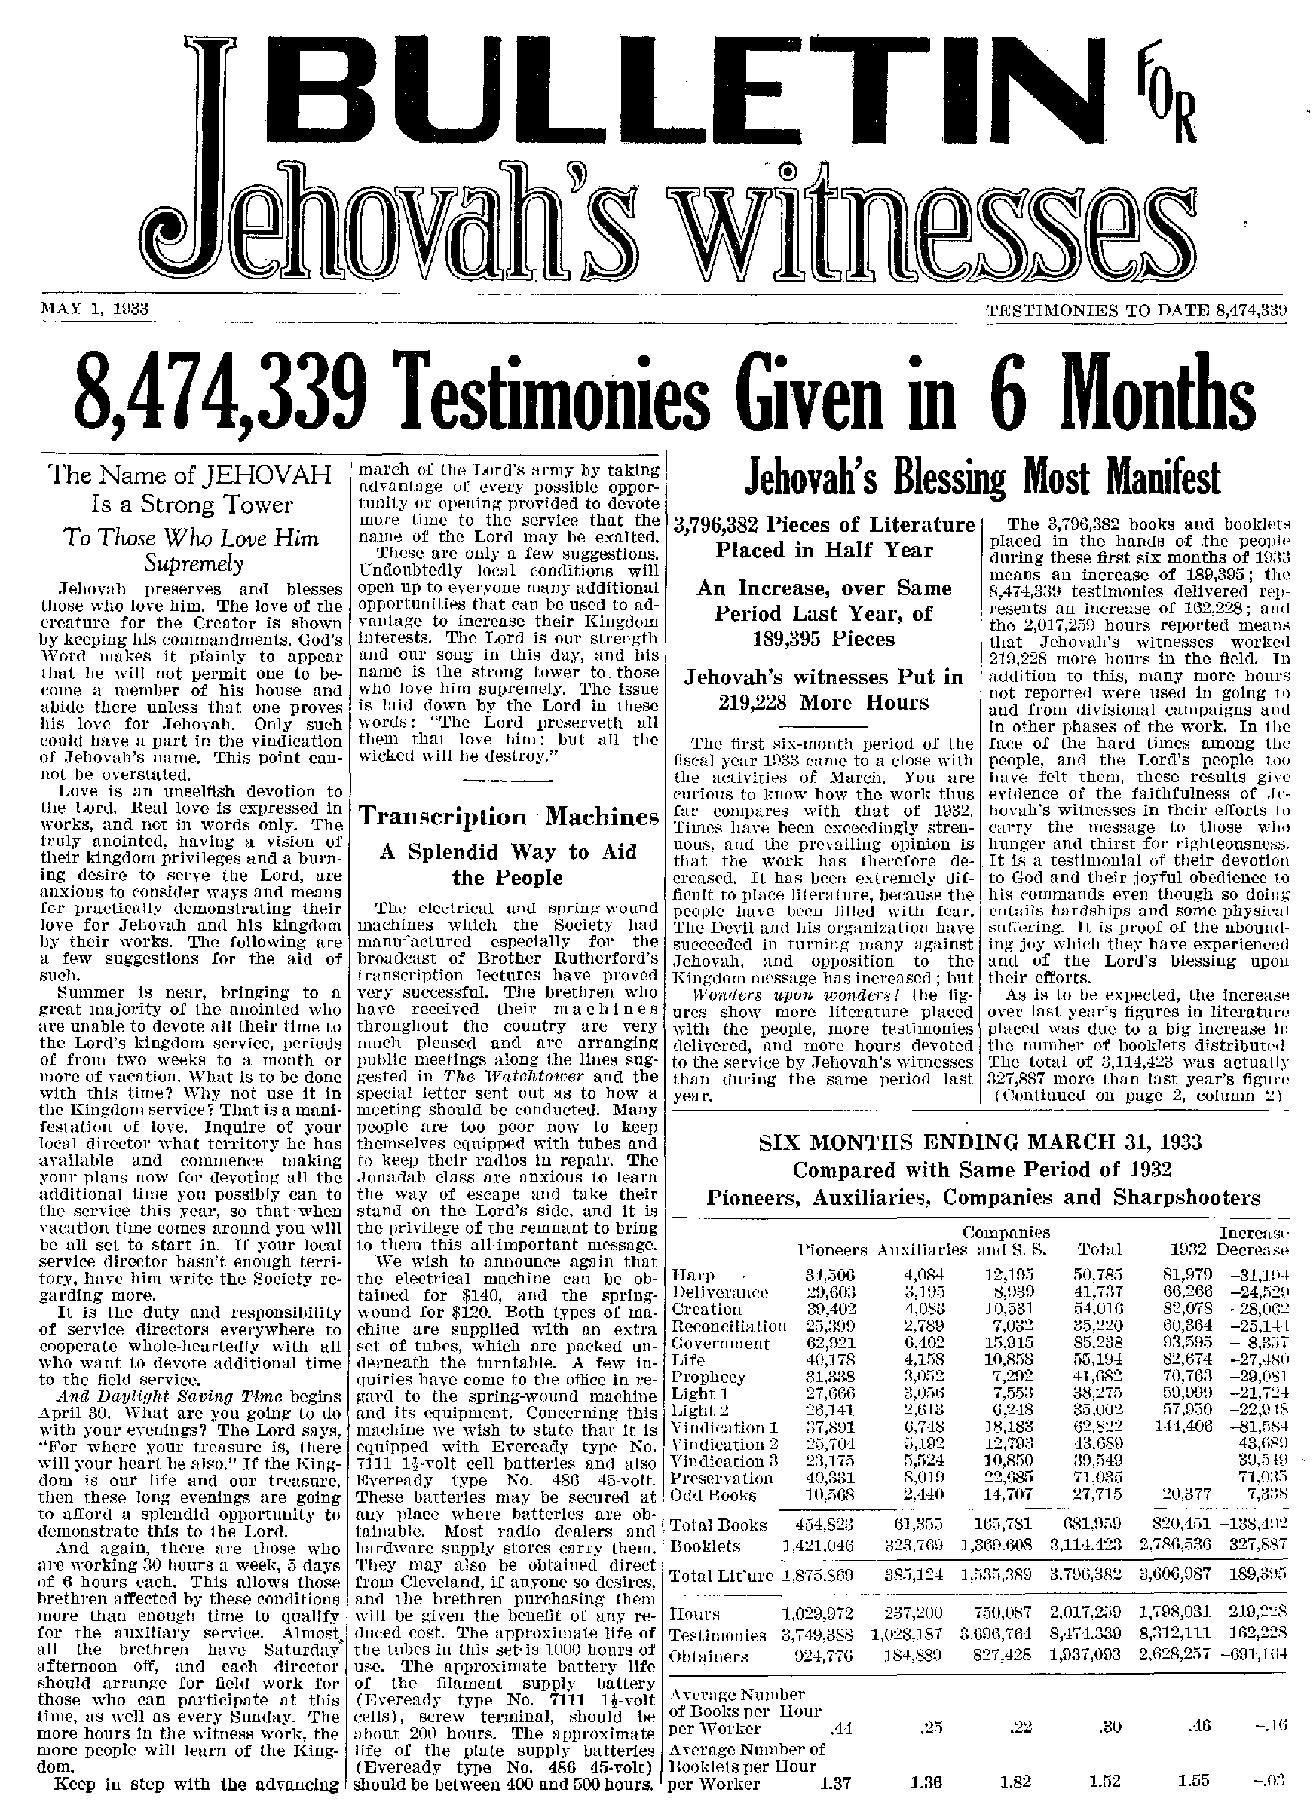 BULLETIN FOR
Jehovah's witnesses
MAY 1, 1933
TESTIMONIES TO DATE 8,474,339
8,474,339 Testimonies Given in 6 Months
The Name of JEHOVAH
Is a Strong Tower
To Those Who Love Him
Supremely
Jehovah preserves and blesses
those who love him. The love of the
creature for the Creator is shown
by keeping his commandments. God's
Word makes it plainly to appear
that he will not permit one to be-
come a member of his house and
abide there unless that one proves
his love for Jehovah. Only such
could have a part in the vindication
of Jehovah's name. This point can-
not be overstated.
Love is an unselfish devotion to
the Lord. Real love is expressed in
works, and not in words only. The
truly anointed, having a vision of
their kingdom privileges and a burn-
ing desire to serve the Lord, are
anxious to consider ways and means
for practically demonstrating their
love for Jehovah and his kingdom
by their works. The following are
a few suggestions for the aid of
such.
Summer is near, bringing to a
great majority of the anointed who
are unable to devote all their time to
the Lord's kingdom service, periods
of from two weeks to a month or
more of vacation. What is to be done
with this time? Why not use it in
the Kingdom service? That is a mani-
festation of love. Inquire of your
local director what territory he has
available and commence making
your plans now for devoting all the
additional time you possibly can to
the service this year, so that when
vacation time comes around you will
be all set to start in. If your local
service director hasn't enough terri-
tory, have him write the Society re-
garding more.
It is the duty and responsibility
of service directors everywhere to
cooperate whole-heartedly with all
who want to devote additional time
to the field service.
And Daylight Saving Time begins
April 30. What are you going to do
with your evenings? The Lord says,
"For where your treasure is, there
will your heart be also." If the King-
dom is our life and our treasure,
then these long evenings are going
to afford a splendid opportunity to
demonstrate this to the Lord.
And again, there are those who
are working 30 hours a week, 5 days
of 6 hours each. This allows those
brethren affected by these conditions
more than enough time to qualify
for the auxiliary service. Almost
all the brethren have Saturday
afternoon off, and each director
should arrange for field work for
those who can participate at this
time, as well as every Sunday. The
more hours in the witness work, the
more people will learn of the King-
dom.
Keep in step with the advancing
march of the Lord's army by taking
advantage of every possible oppor-
tunity or opening provided to devote
more time to the service that the
name of the Lord may be exalted.
These are only a few suggestions.
Undoubtedly local conditions will
open up to everyone many additional
opportunities that can be used to ad-
vantage to increase their Kingdom
interests. The Lord is our strength
and our song in this day, and his
name is the strong tower to those
who love him supremely. The issue
is laid down by the Lord in these
words: "The Lord preserveth all
them that love him; but all the
wicked will he destroy."
Transcription Machines
A Splendid Way to Aid
the People
The electrical and spring-wound
machines which the Society had
manufactured especially for the
broadcast of Brother Rutherford's
transcription lectures have proved
very successful. The brethren who
have received their machines
throughout the country are very
much pleased and are arranging
public meetings along the lines sug-
gested in The Watchtower and the
special letter sent out as to how a
meeting should be conducted. Many
people are too poor now to keep
themselves equipped with tubes and
to keep their radios in repair. The
Jonadab class are anxious to learn
the way of escape and take their
stand on the Lord's side, and it is
the privilege of the remnant to bring
to them this all-important message.
We wish to announce again that
the electrical machine can be ob-
tained for $140, and the spring-
wound for $120. Both types of ma-
chine are supplied with an extra
set of tubes, which are packed un-
derneath the turntable. A few in-
quiries have come to the office in re-
gard to the spring-wound machine
and its equipment. Concerning this
machine we wish to state that it is
equipped with Eveready type No.
7111 1½-volt cell batteries and also
Eveready type No. 486 45-volt.
These batteries may be secured at
any place where batteries are ob-
tainable. Most radio dealers and
hardware supply stores carry them.
They may also be obtained direct
from Cleveland, if anyone so desires,
and the brethren purchasing them
will be given the benefit of any re-
duced cost. The approximate life of
the tubes in this set is 1000 hours of
use. The approximate battery life
of the filament supply battery
(Eveready type No. 7111 1½-volt
cells), screw terminal, should be
about 200 hours. The approximate
life of the plate supply batteries
(Eveready type No. 486 45-volt)
should be between 400 and 500 hours.
Jehovah's Blessing Most Manifest
3,796,382 Pieces of Literature
Placed in Half Year
An Increase, over Same
Period Last Year, of
189,395 Pieces
Jehovah's witnesses Put in
219,228 More Hours
The first six-month period of the
fiscal year 1933 came to a close with
the activities of March. You are
curious to know how the work thus
far compares with that of 1932.
Times have been exceedingly stren-
uous, and the prevailing opinion is
that the work has therefore de-
creased. It has been extremely dif-
ficult to place literature, because the
people have been filled with fear.
The Devil and his organization have
succeeded in turning many against
Jehovah, and opposition to the
Kingdom message has increased; but
Wonders upon wonders! the fig-
ures show more literature placed
with the people, more testimonies
delivered, and more hours devoted
to the service by Jehovah's witnesses
than during the same period last
year.
The 3,796,382 books and booklets
placed in the hands of the people
during these first six months of 1933
means an increase of 189,395; the
8,474,339 testimonies delivered rep-
resents an increase of 162,228; and
the 2,017,259 hours reported means
that Jehovah's witnesses worked
219,228 more hours in the field. In
addition to this, many more hours
not reported were used in going to
and from divisional campaigns and
in other phases of the work. In the
face of the hard times among the
people, and the Lord's people too
have felt them, these results give
evidence of the faithfulness of Je-
hovah's witnesses in their efforts to
carry the message to those who
hunger and thirst for righteousness.
It is a testimonial of their devotion
to God and their joyful obedience to
his commands even though so doing
entails hardships and some physical
suffering. It is proof of the abound-
ing joy which they have experienced
and of the Lord's blessing upon
their efforts.
As is to be expected, the increase
over last year's figures in literature
placed was due to a big increase in
the number of booklets distributed.
The total of 3,114,423 was actually
327,887 more than last year's figure
(Continued on page 2, column 2)
SIX MONTHS ENDING MARCH 31, 1933
Compared with Same Period of 1932
Pioneers, Auxiliaries, Companies and Sharpshooters
Companies Increase
Pioneers Auxiliaries and S. S. Total 1932 Decrease
Harp 34,506 4,084 12,195 50,785 81,979 -31,194
Deliverance 29,603 3,195 8,939 41,737 66,266 -24,529
Creation 39,402 4,083 10,531 54,016 82,078 -28,062
Reconciliation 25,399 2,789 7,032 35,220 60,364 -25,144
Government 62,921 6,402 15,915 85,238 93,595 -8,357
Life 40,178 4,158 10,858 55,194 82,674 -27,480
Prophecy 31,338 3,052 7,292 41,682 70,763 -29,081
Light 1 27,666 3,056 7,553 38,275 59,999 -21,724
Light 2 26,141 2,613 6,248 35,002 57,950 -22,948
Vindication 1 37,891 6,748 18,183 62,822 144,406 -81,584
Vindication 2 25,704 5,192 12,793 43,689 43,689
Vindication 3 23,175 5,524 10,850 39,549 39,549
Preservation 40,331 8,019 22,685 71,035 71,035
Odd Books 10,568 2,440 14,707 27,715 20,377 7,338
Total Books 454,823 61,355 165,781 681,959 820,451 -138,492
Booklets 1,421,046 323,769 1,369,608 3,114,423 2,786,536 327,887
Total Lit'ure 1,875,869 385,124 1,535,389 3,796,382 3,606,987 189,395
Hours 1,029,972 237,200 750,087 2,017,259 1,798,031 219,228
Testimonies 3,749,388 1,028,187 3,696,764 8,474,339 8,312,111 162,228
Obtainers 924,776 184,889 827,428 1,937,093 2,628,257 -691,164
Average Number
of Books per Hour
per Worker .44 .25 .22 .30 .46 -.16
Average Number of
Booklets per Hour
per Worker 1.37 1.36 1.82 1.52 1.55 -.03